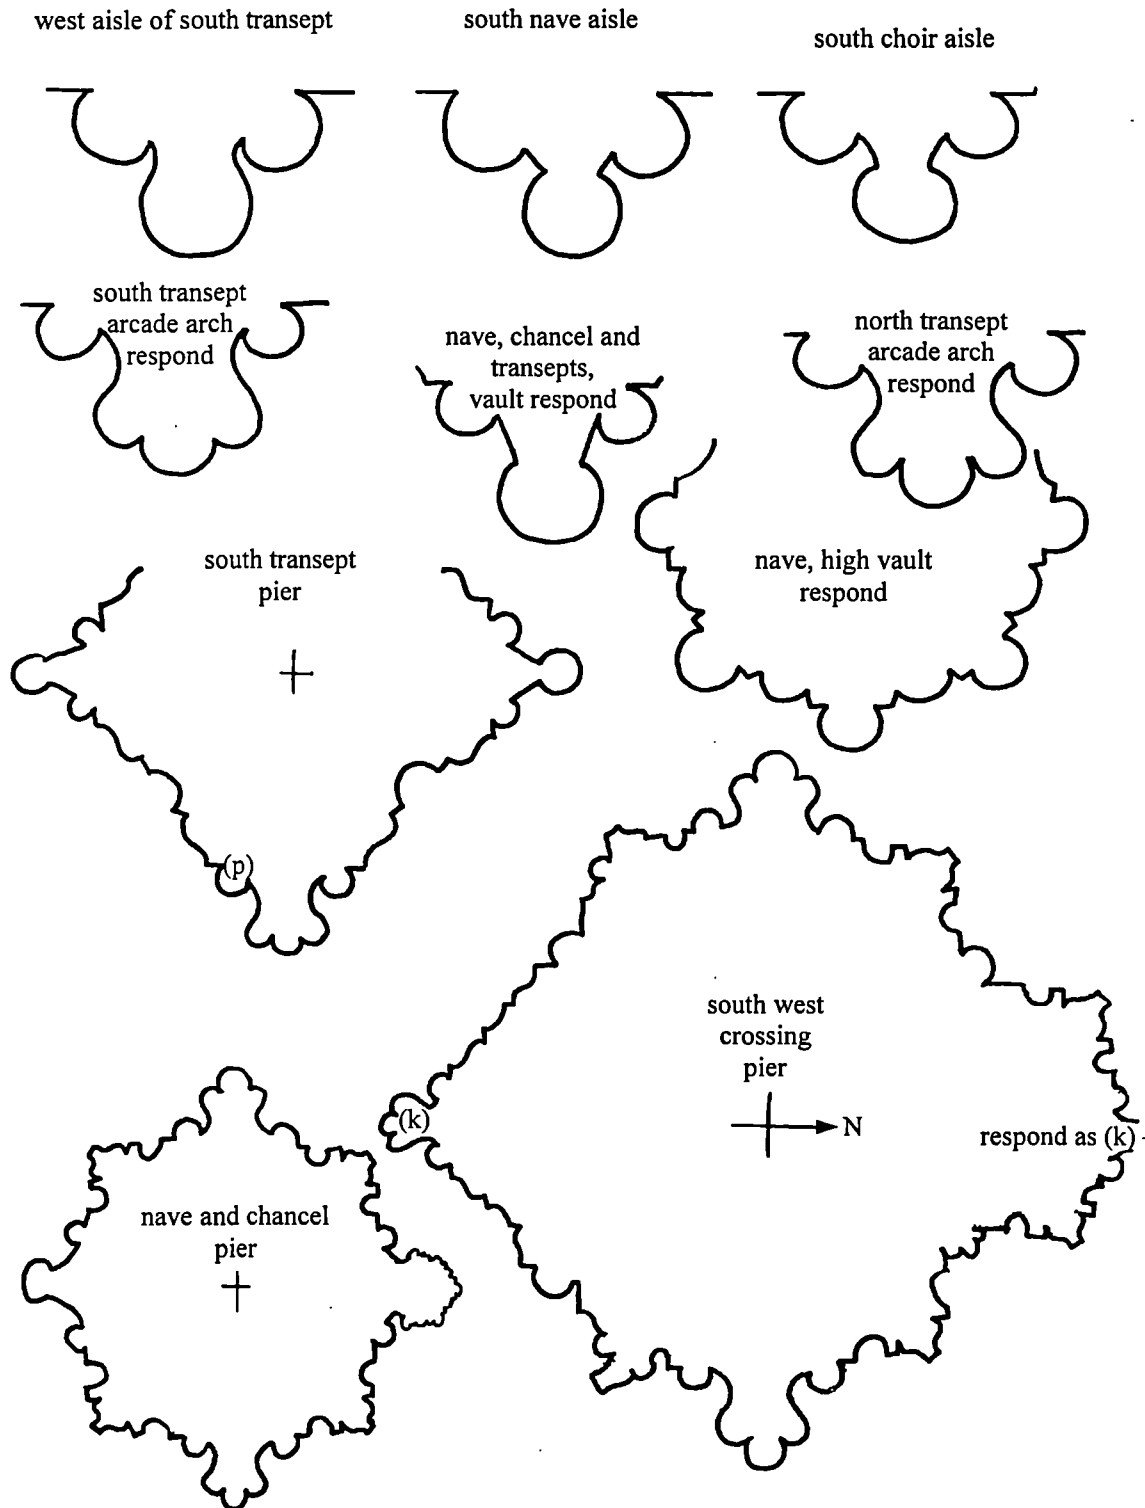 west aisle of south transept
south nave aisle
south choir aisle
south transept
arcade arch
respond
nave, chancel and
transepts,
vault respond
north transept
arcade arch
respond
south transept
pier
nave, high vault
respond
(p)
south west
crossing
pier
N
(k)
respond as (k)
nave and chancel
pier